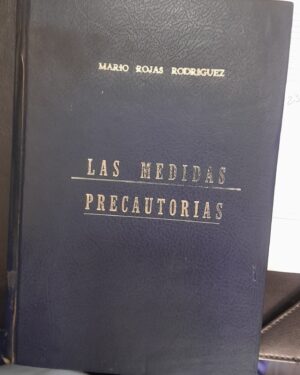 MARIO ROJAS RODRIGUEZ
LAS MEDIDAS
PRECAUTORIAS